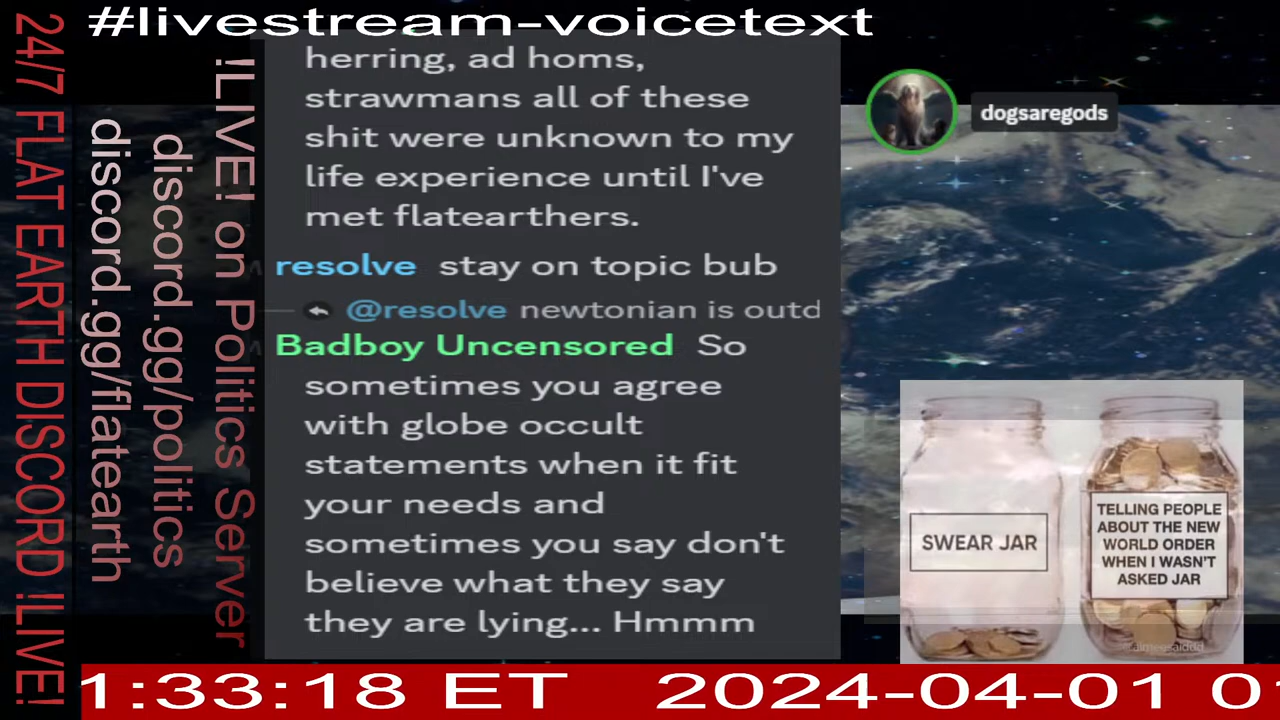 #livestream-voicetext
24/7 FLAT EARTH DISCORD !LIVE!
discord.gg/flatearth
discord.gg/politics
!LIVE! on Politics Server
herring, ad homs,
strawmans all of these
shit were unknown to my
life experience until I've
met flatearthers.
resolve stay on topic bub
@resolve newtonian is outd
Badboy Uncensored So
sometimes you agree
with globe occult
statements when it fit
your needs and
sometimes you say don't
believe what they say
they are lying... Hmmm
dogsaregods
SWEAR JAR
TELLING PEOPLE
ABOUT THE NEW
WORLD ORDER
WHEN I WASN'T
ASKED JAR
1:33:18 ET 2024-04-01 01